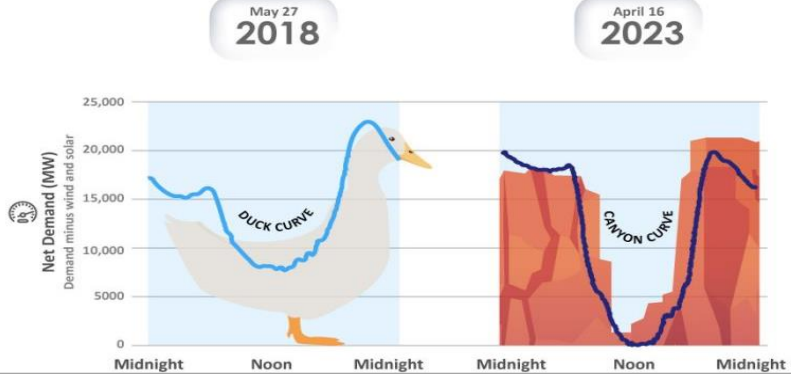 May 27
2018
April 16
2023
Net Demand (MW)
Demand minus wind and solar
25,000
20,000
15,000
10,000
5000
0
DUCK CURVE
CANYON CURVE
Midnight Noon Midnight Midnight Noon Midnight